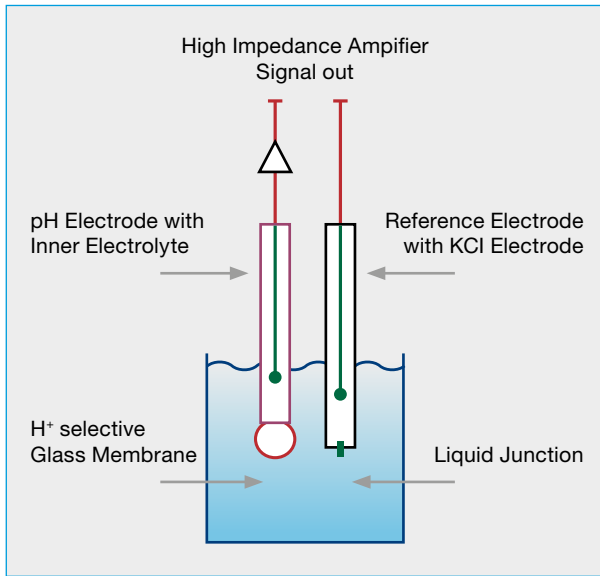 High Impedance Ampifier
Signal out
pH Electrode with
Inner Electrolyte
Reference Electrode
with KCl Electrode
H⁺ selective
Glass Membrane
Liquid Junction